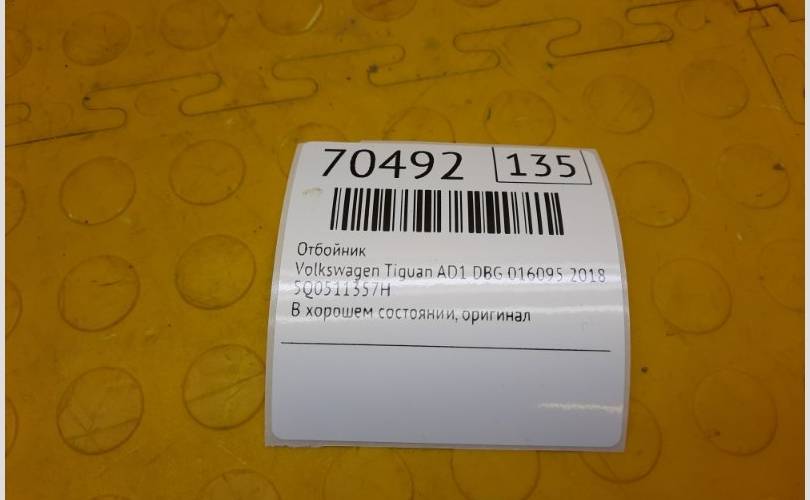 70492 135
Отбойник
Volkswagen Tiguan AD1 DBG 016095 2018
5Q0511357H
В хорошем состоянии, оригинал